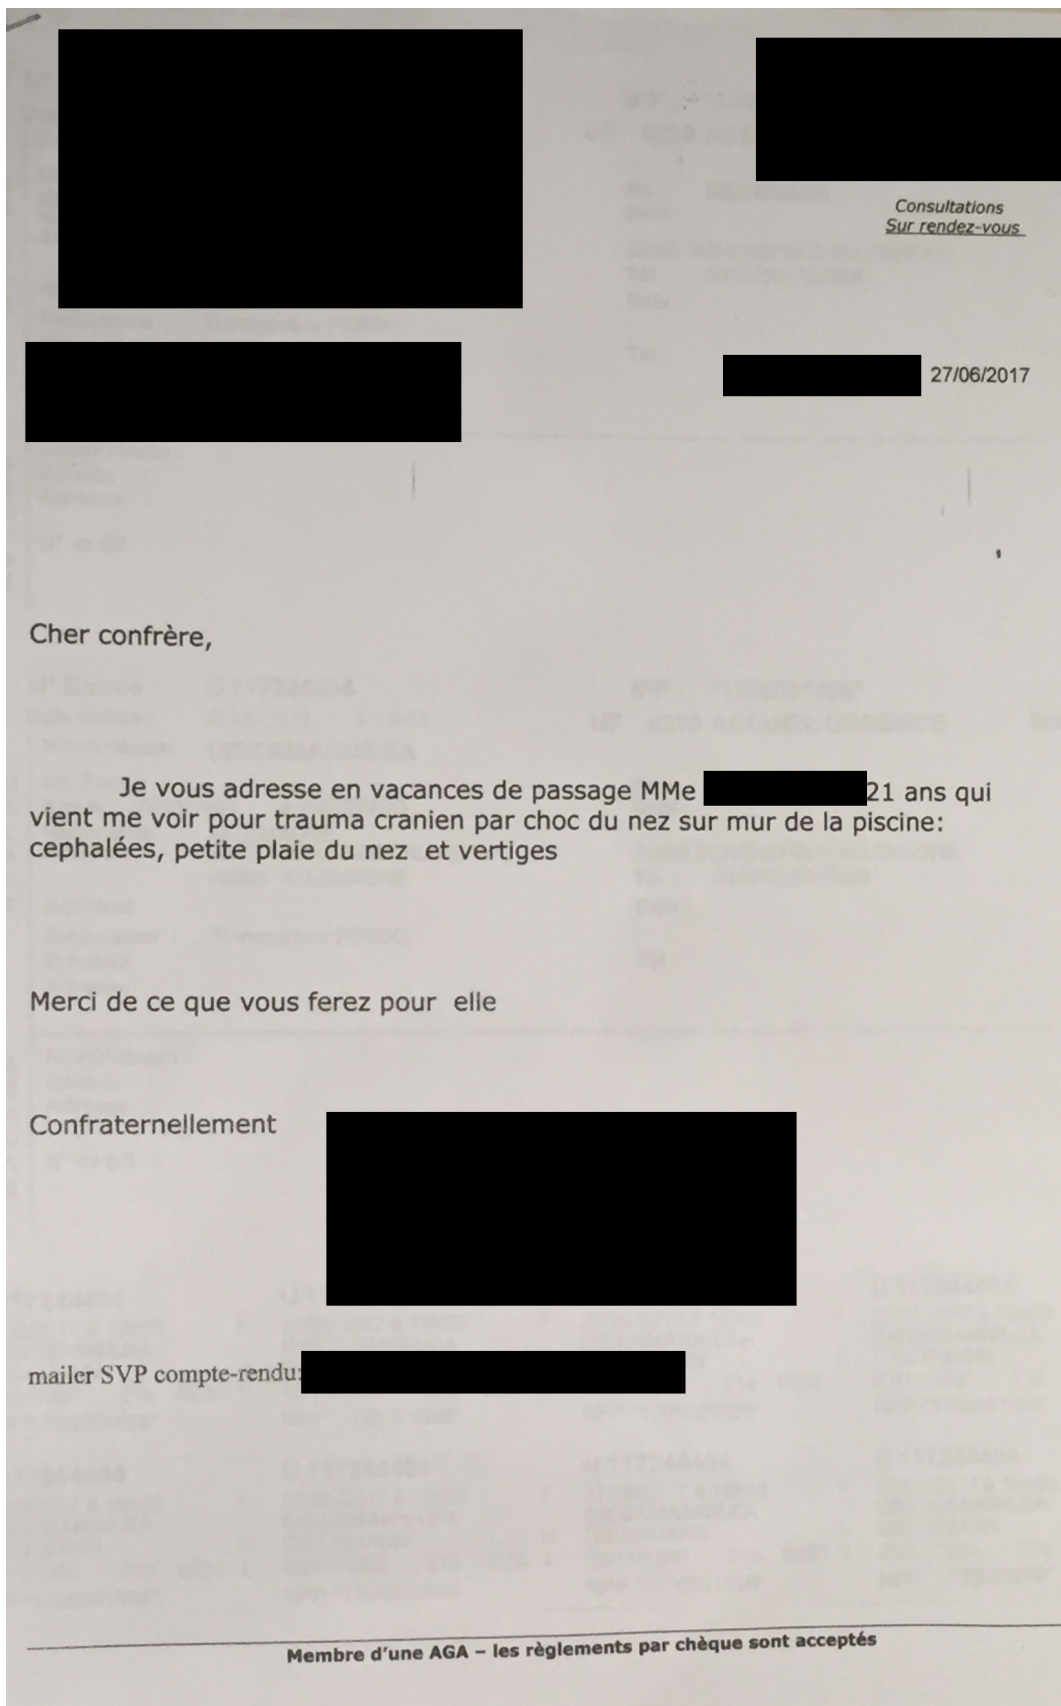 Consultations
Sur rendez-vous
27/06/2017
Cher confrère,
Je vous adresse en vacances de passage MMe 21 ans qui
vient me voir pour trauma cranien par choc du nez sur mur de la piscine:
cephalées, petite plaie du nez et vertiges
Merci de ce que vous ferez pour elle
Confraternellement
mailer SVP compte-rendu:
Membre d'une AGA – les règlements par chèque sont acceptés